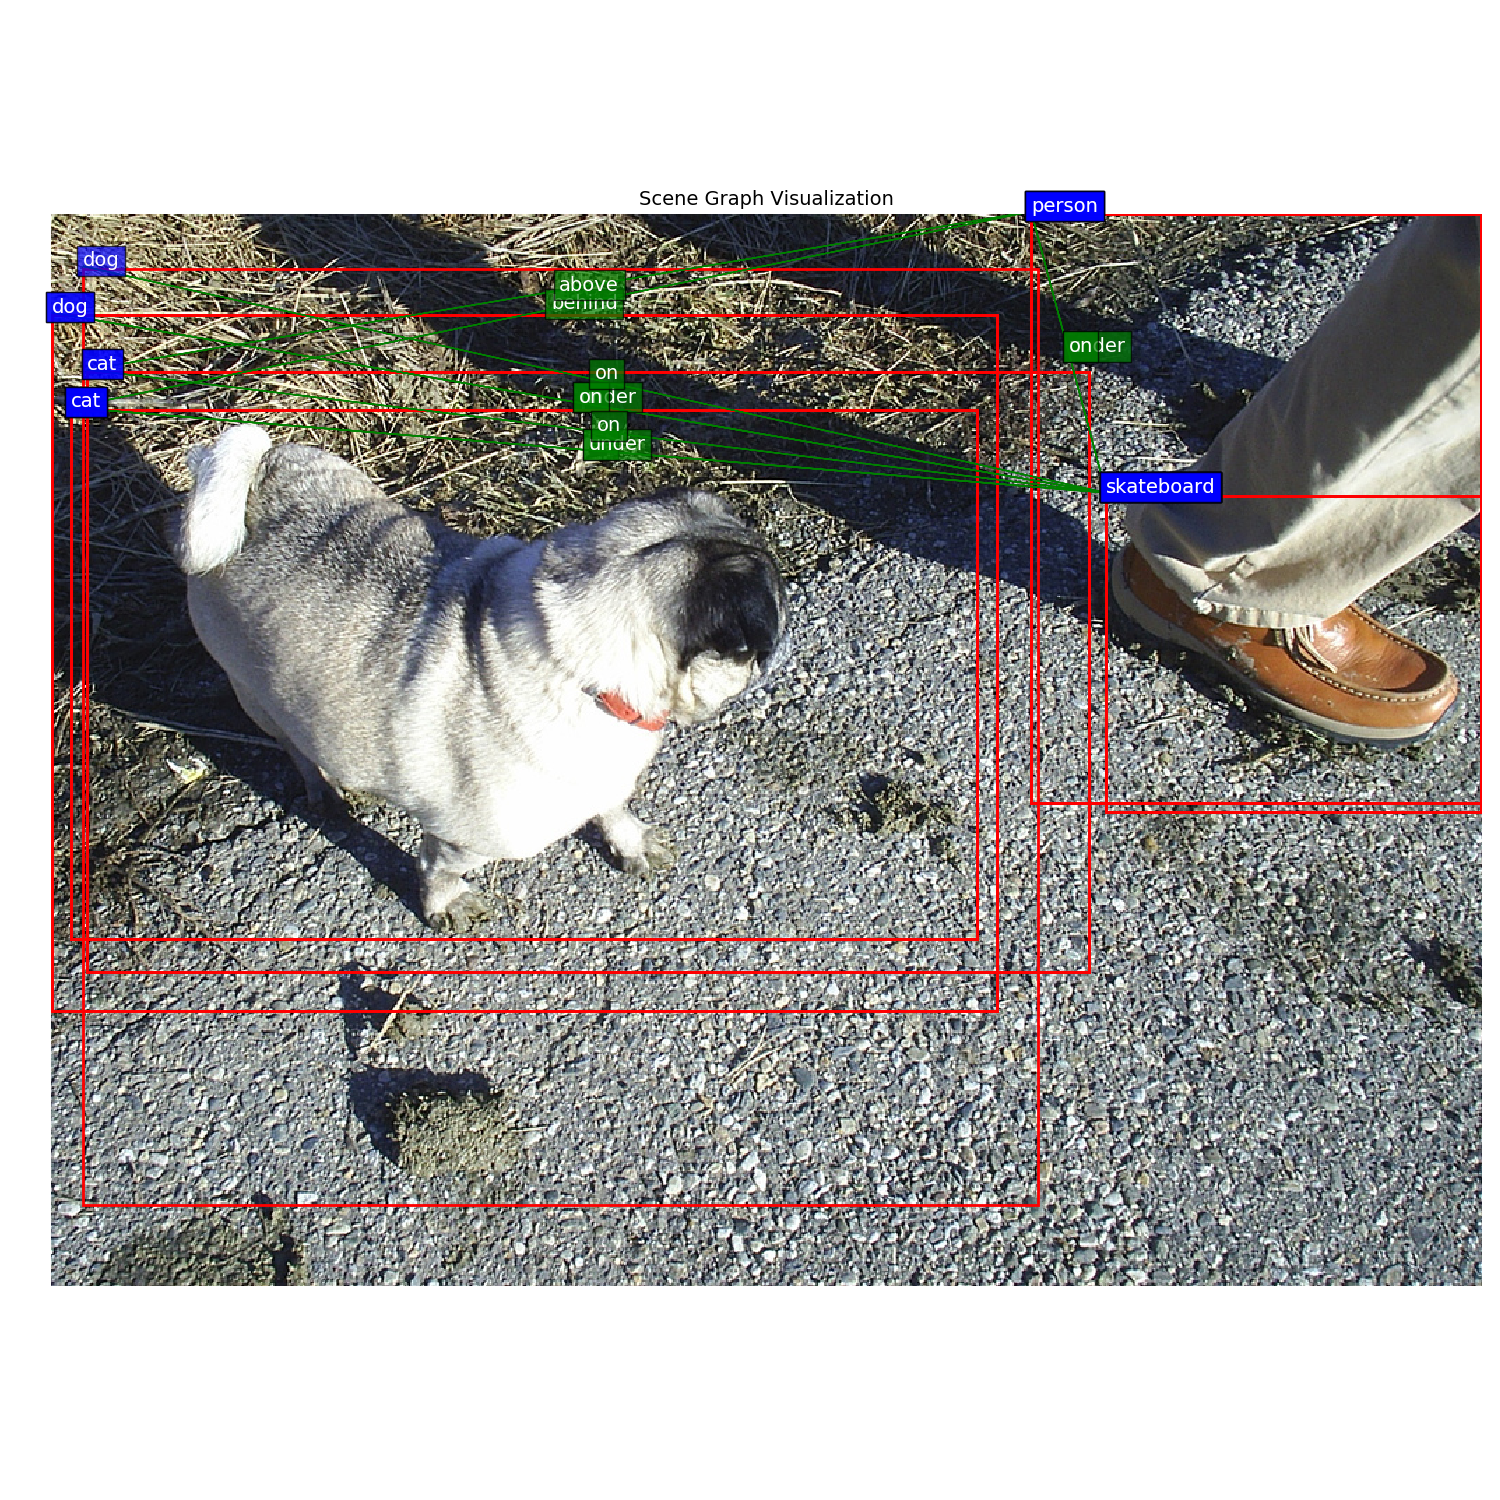 Scene Graph Visualization
person
dog
above
behind
dog
onder
cat
on
cat
onder
on
under
skateboard